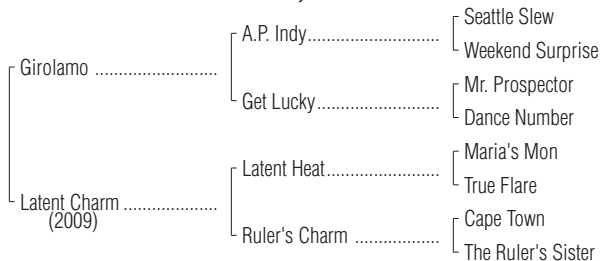 Seattle Slew
A.P. Indy..............................
Weekend Surprise
Girolamo ..........................
Mr. Prospector
Get Lucky............................
Dance Number
Maria's Mon
Latent Heat..........................
True Flare
Latent Charm ....................
(2009)
Cape Town
Ruler's Charm ....................
The Ruler's Sister